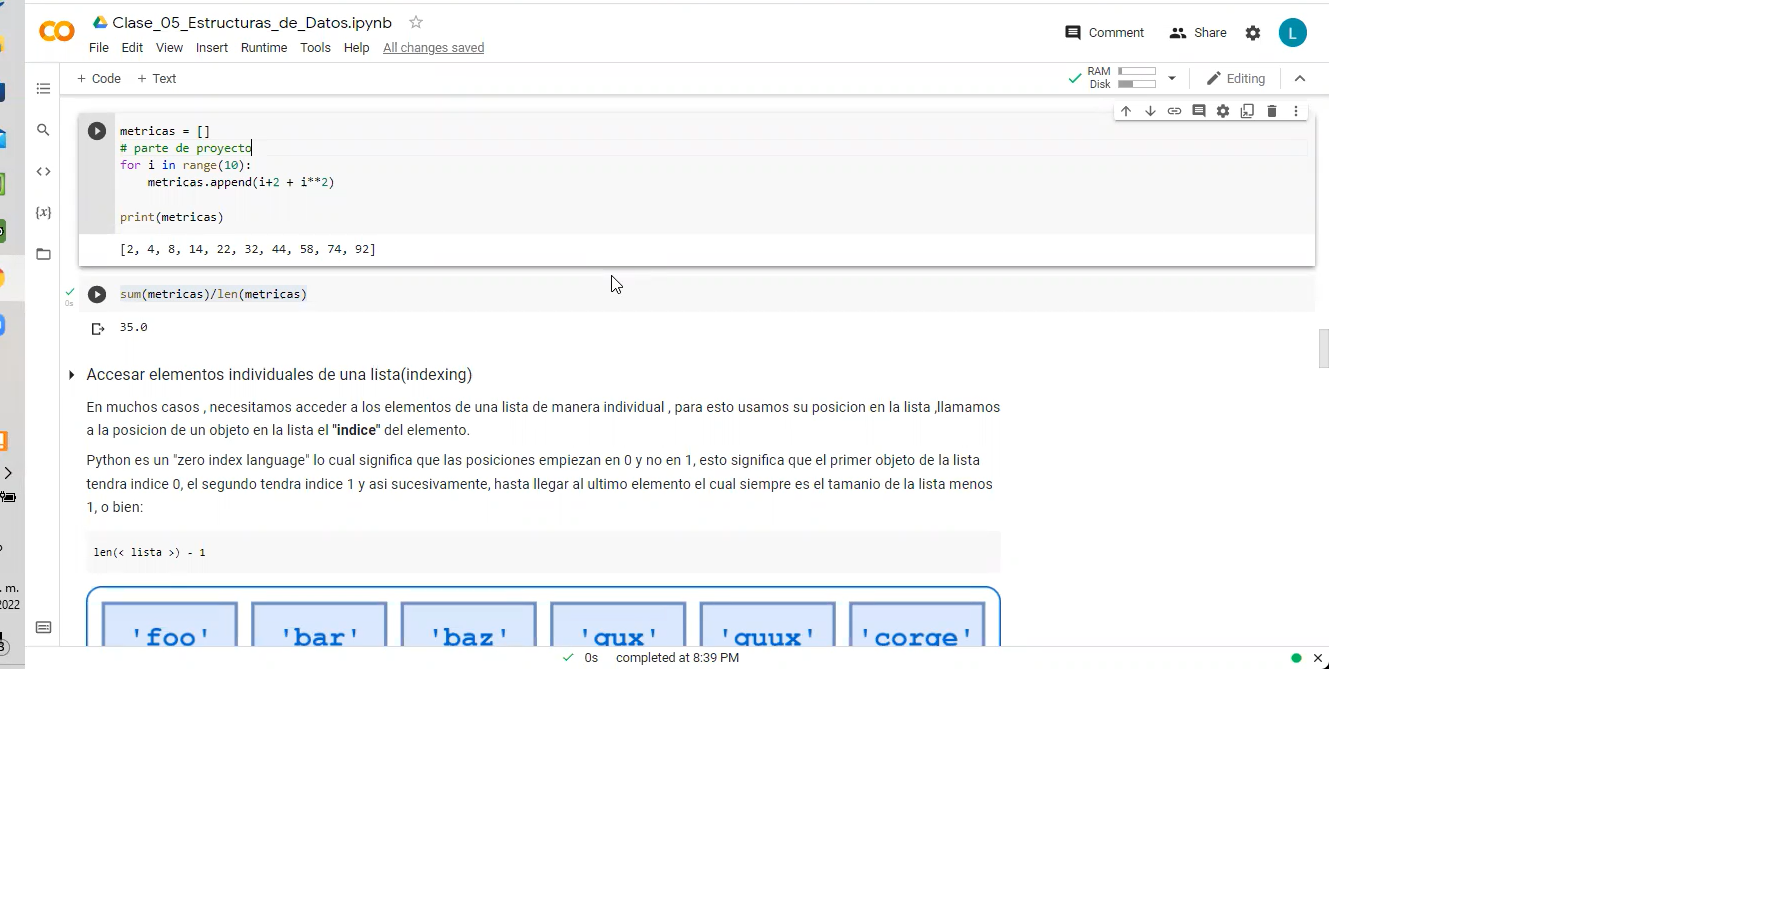 Clase_05_Estructuras_de_Datos.ipynb
File Edit View Insert Runtime Tools Help All changes saved
Comment Share L
+ Code + Text
RAM
Disk
Editing
metricas = []
# parte de proyecto
for i in range(10):
    metricas.append(i+2 + i**2)
print(metricas)
[2, 4, 8, 14, 22, 32, 44, 58, 74, 92]
0s
sum(metricas)/len(metricas)
35.0
Accesar elementos individuales de una lista(indexing)
En muchos casos , necesitamos acceder a los elementos de una lista de manera individual , para esto usamos su posicion en la lista ,llamamos
a la posicion de un objeto en la lista el "indice" del elemento.
Python es un "zero index language" lo cual significa que las posiciones empiezan en 0 y no en 1, esto significa que el primer objeto de la lista
tendra indice 0, el segundo tendra indice 1 y asi sucesivamente, hasta llegar al ultimo elemento el cual siempre es el tamanio de la lista menos
1, o bien:
len(< lista >) - 1
'foo' 'bar' 'baz' 'qux' 'quux' 'corge'
. m.
2022
0s completed at 8:39 PM